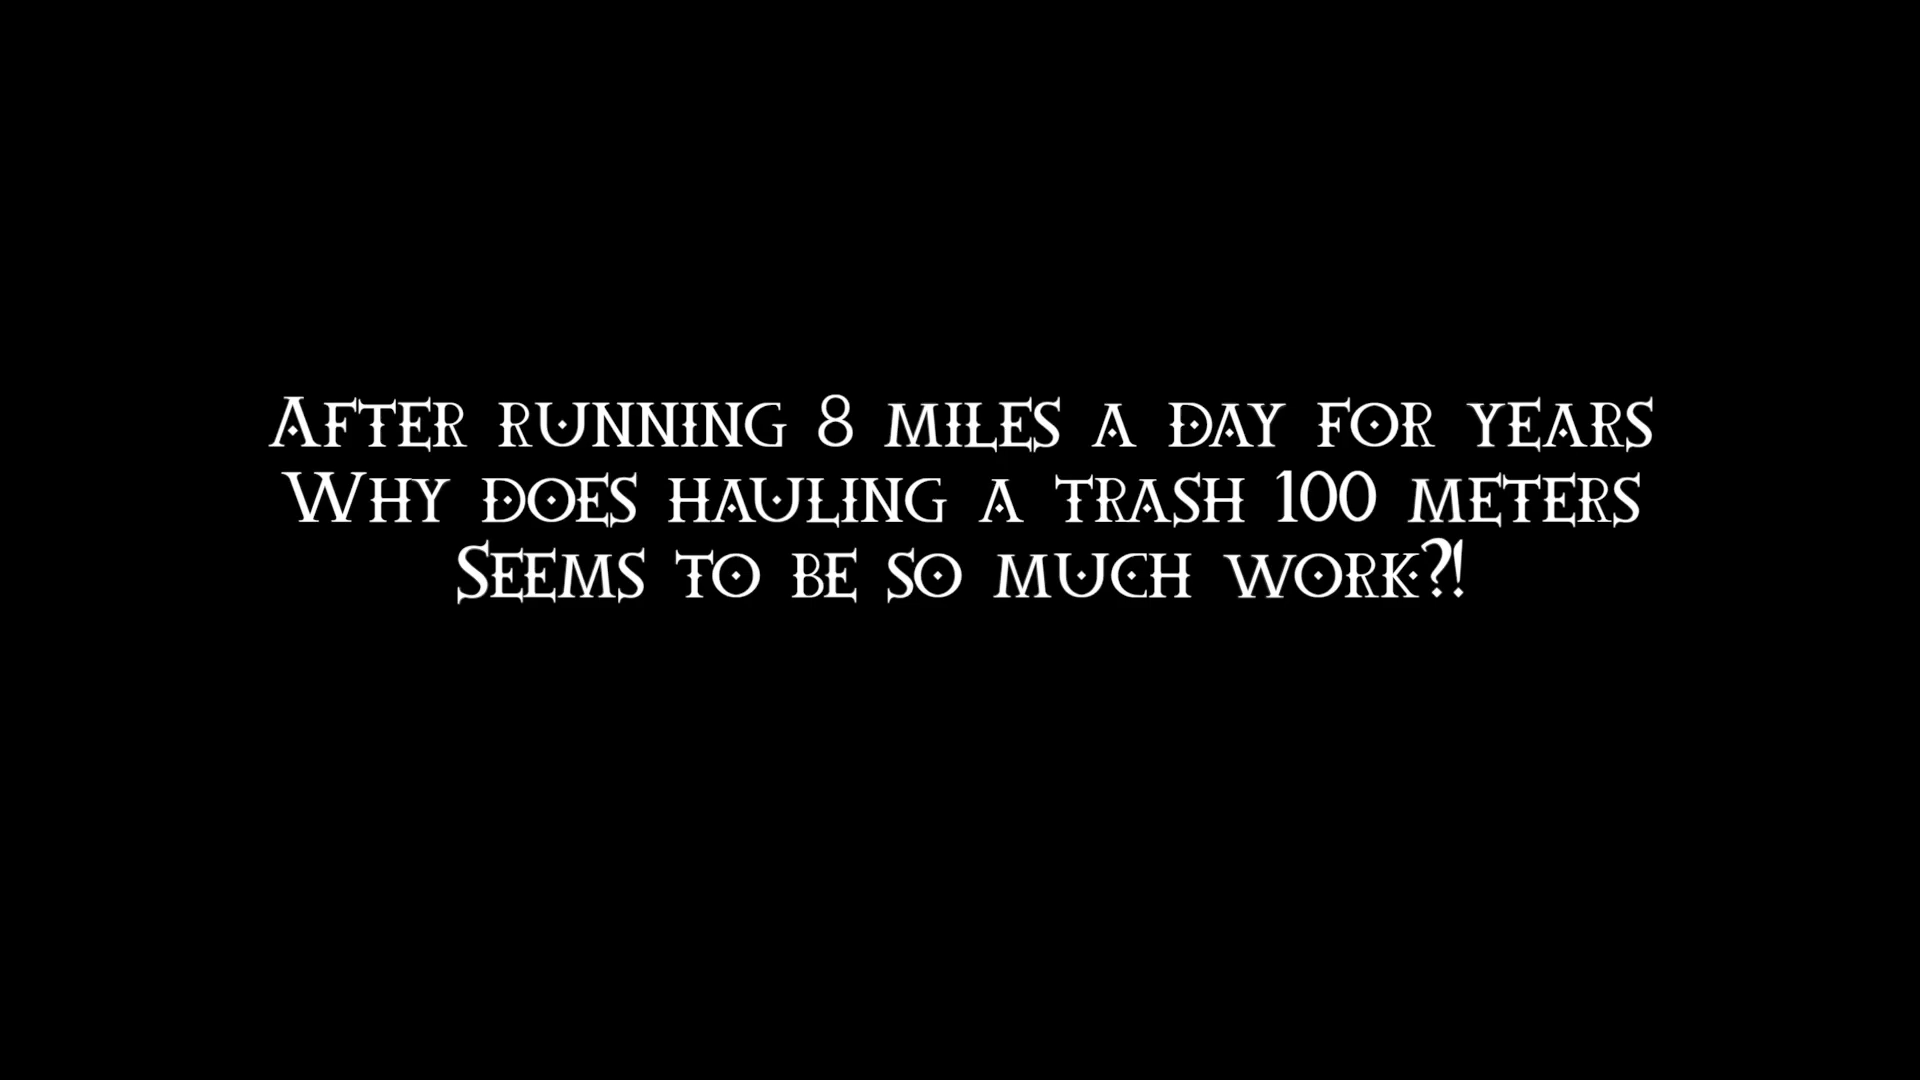 After running 8 miles a day for years
Why does hauling a trash 100 meters
Seems to be so much work?!